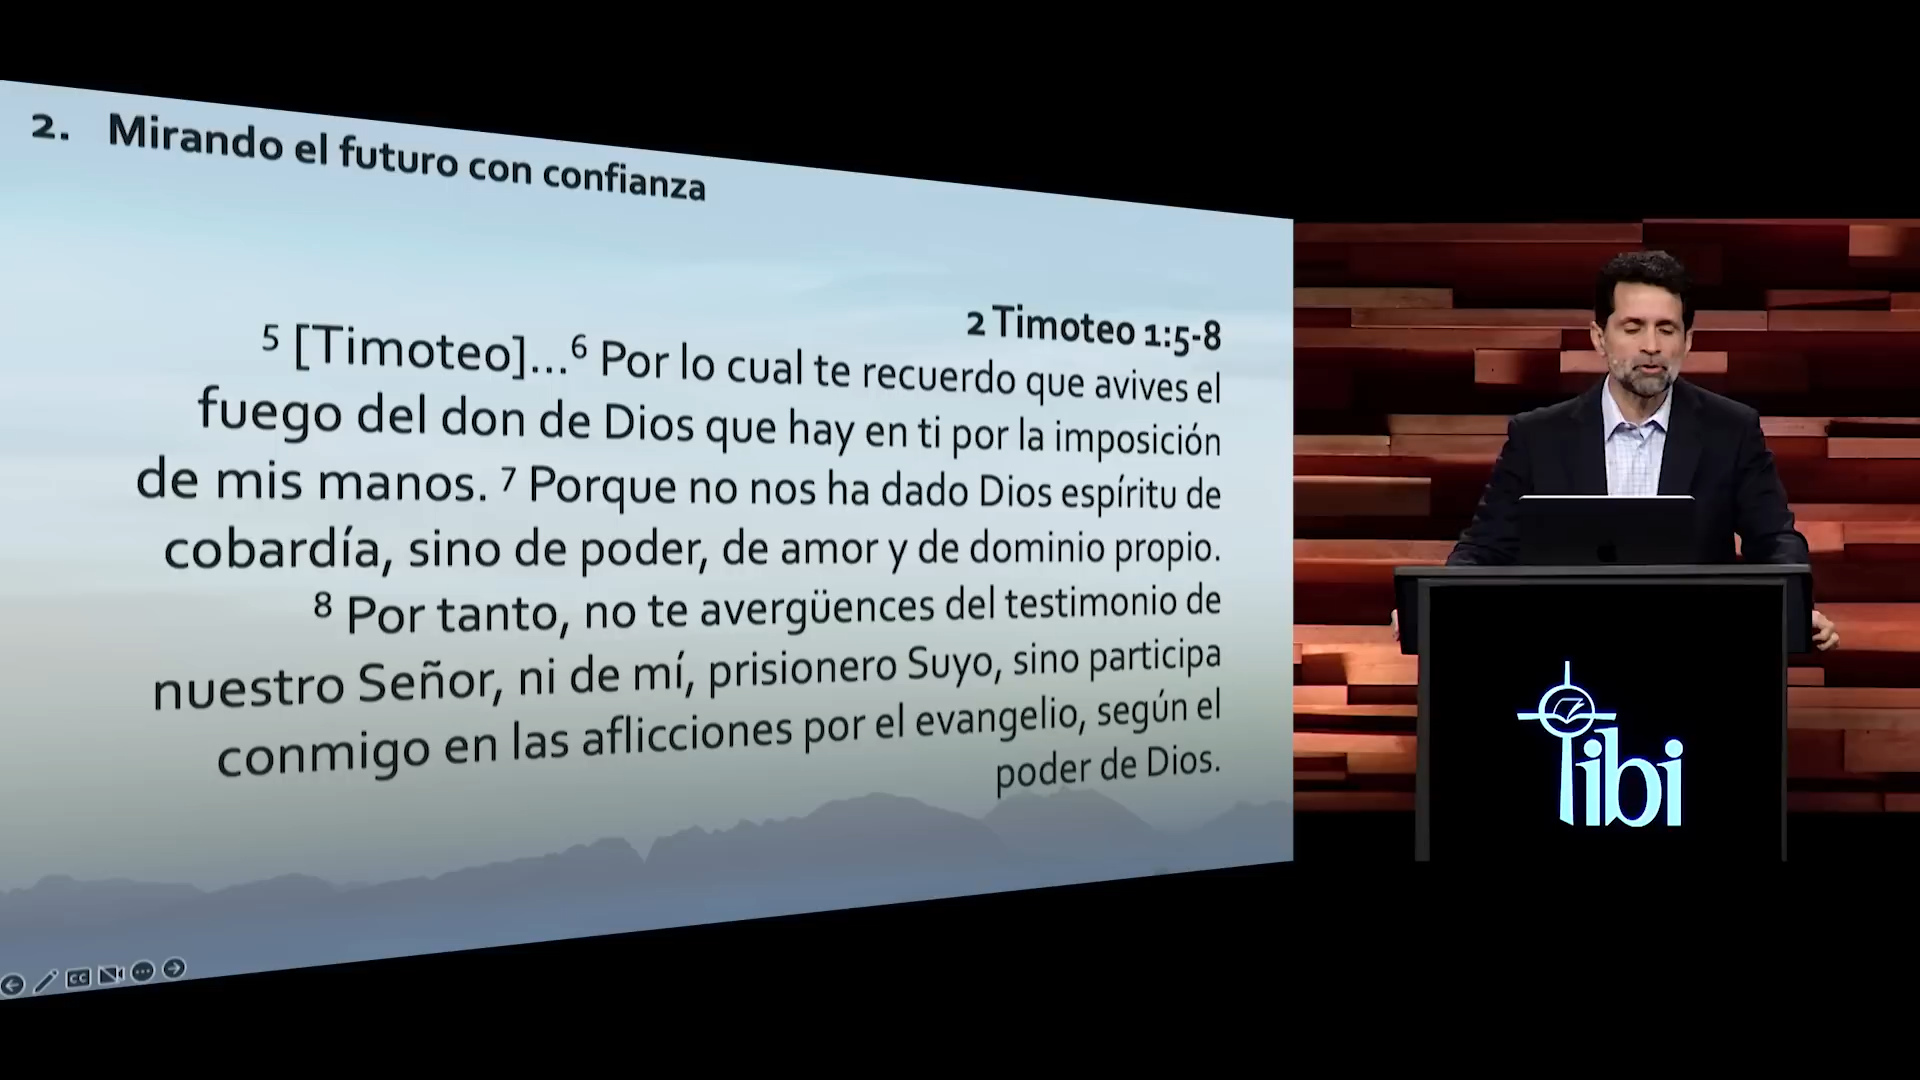 2. Mirando el futuro con confianza
2 Timoteo 1:5-8
5 [Timoteo]...6 Por lo cual te recuerdo que avives el
fuego del don de Dios que hay en ti por la imposición
de mis manos. 7 Porque no nos ha dado Dios espíritu de
cobardía, sino de poder, de amor y de dominio propio.
8 Por tanto, no te avergüences del testimonio de
nuestro Señor, ni de mí, prisionero Suyo, sino participa
conmigo en las aflicciones por el evangelio, según el
poder de Dios.
CC
ibi